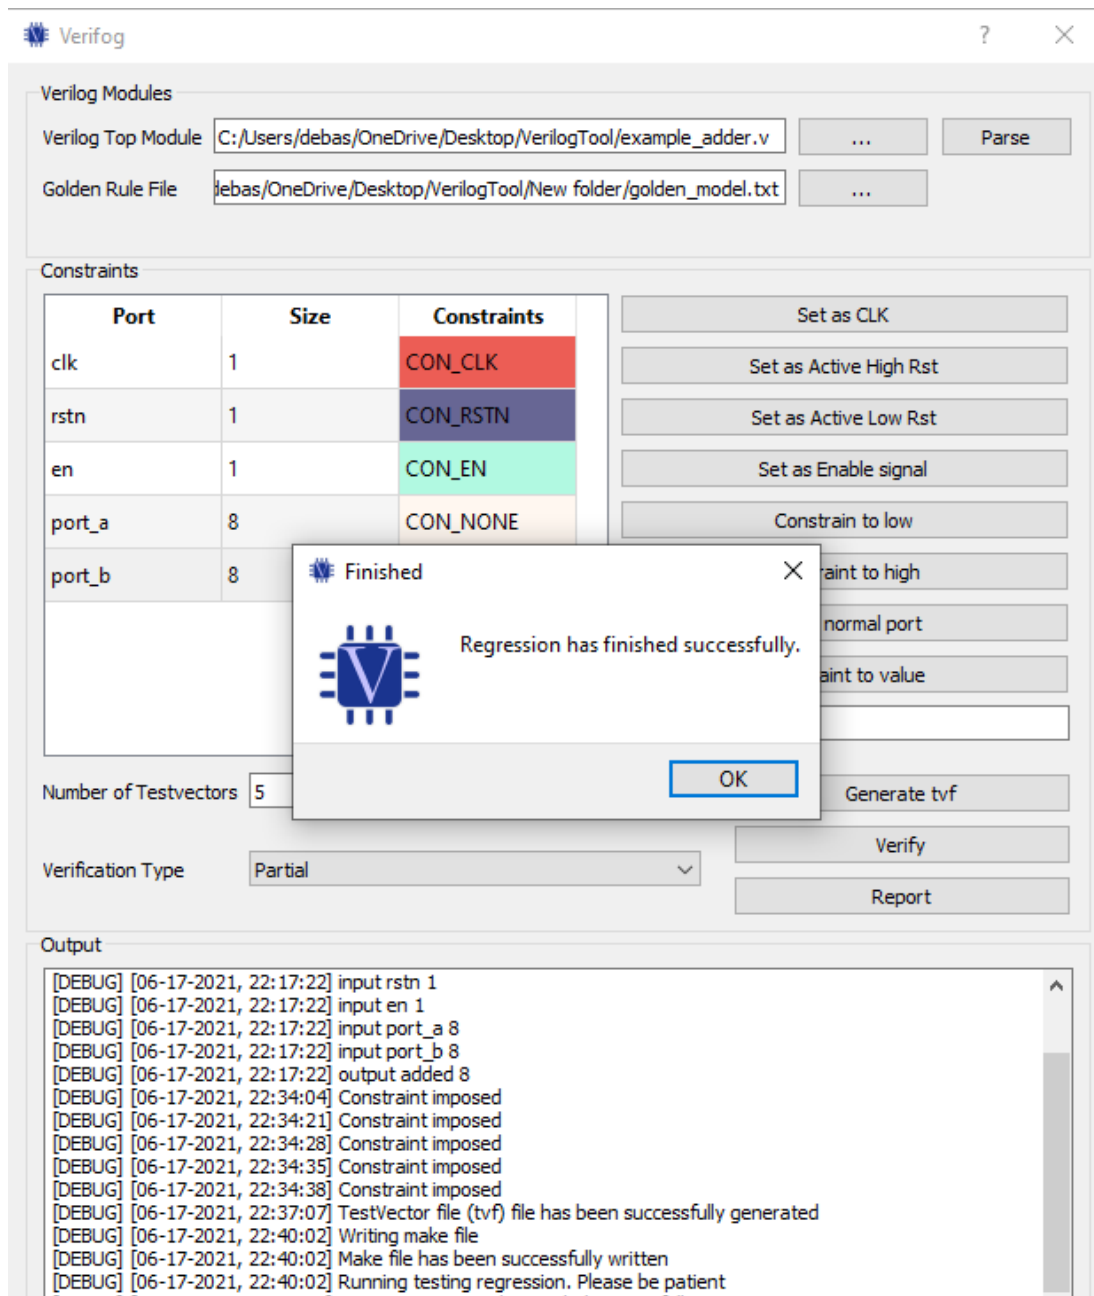 Verifog ?
Verilog Modules
Verilog Top Module C:/Users/debas/OneDrive/Desktop/VerilogTool/example_adder.v ... Parse
Golden Rule File debas/OneDrive/Desktop/VerilogTool/New folder/golden_model.txt ...
Constraints
Port Size Constraints
clk 1 CON_CLK
rstn 1 CON_RSTN
en 1 CON_EN
port_a 8 CON_NONE
port_b 8
Set as CLK
Set as Active High Rst
Set as Active Low Rst
Set as Enable signal
Constrain to low
raint to high
normal port
aint to value
Finished
V
Regression has finished successfully.
OK
Number of Testvectors 5
Generate tvf
Verify
Verification Type Partial
Report
Output
[DEBUG] [06-17-2021, 22:17:22] input rstn 1
[DEBUG] [06-17-2021, 22:17:22] input en 1
[DEBUG] [06-17-2021, 22:17:22] input port_a 8
[DEBUG] [06-17-2021, 22:17:22] input port_b 8
[DEBUG] [06-17-2021, 22:17:22] output added 8
[DEBUG] [06-17-2021, 22:34:04] Constraint imposed
[DEBUG] [06-17-2021, 22:34:21] Constraint imposed
[DEBUG] [06-17-2021, 22:34:28] Constraint imposed
[DEBUG] [06-17-2021, 22:34:35] Constraint imposed
[DEBUG] [06-17-2021, 22:34:38] Constraint imposed
[DEBUG] [06-17-2021, 22:37:07] TestVector file (tvf) file has been successfully generated
[DEBUG] [06-17-2021, 22:40:02] Writing make file
[DEBUG] [06-17-2021, 22:40:02] Make file has been successfully written
[DEBUG] [06-17-2021, 22:40:02] Running testing regression. Please be patient